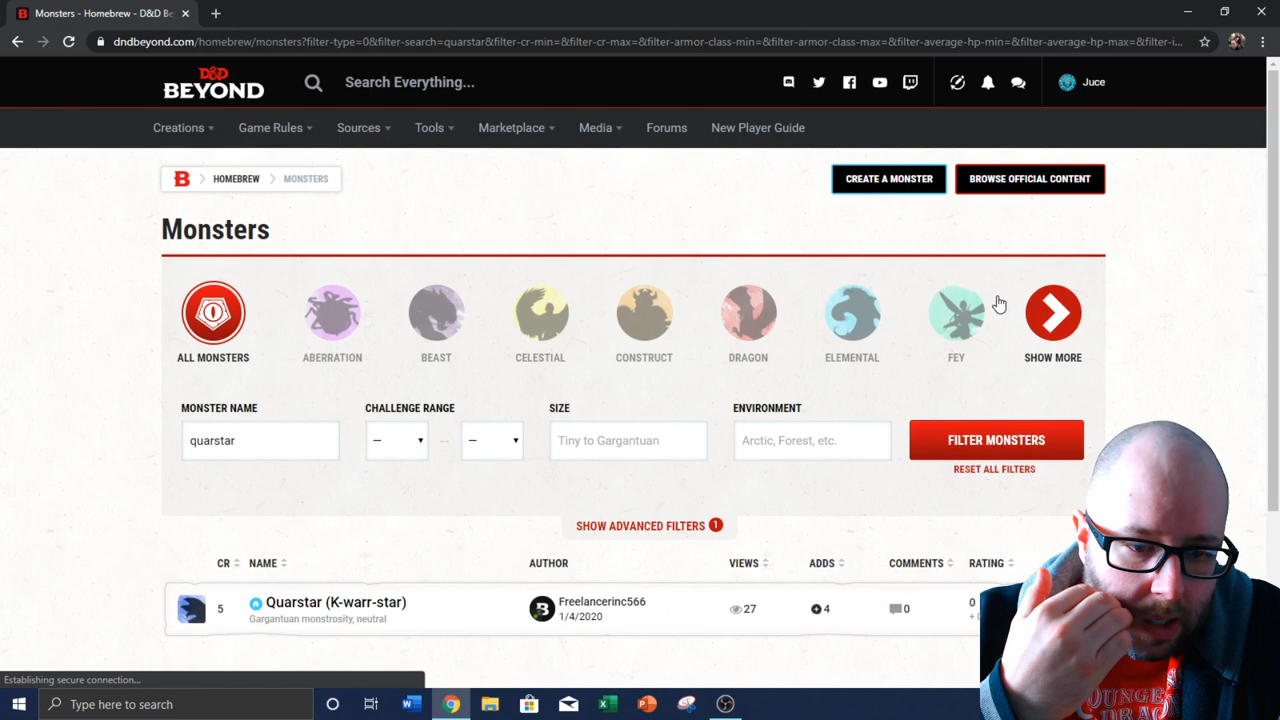 Monsters - Homebrew - D&D Be
dndbeyond.com/homebrew/monsters?filter-type=0&filter-search=quarstar&filter-cr-min=&filter-cr-max=&filter-armor-class-min=&filter-armor-class-max=&filter-average-hp-min=&filter-average-hp-max=&filter-i...
D&D BEYOND
Search Everything...
Juce
Creations Game Rules Sources Tools Marketplace Media Forums New Player Guide
B HOMEBREW MONSTERS
CREATE A MONSTER BROWSE OFFICIAL CONTENT
Monsters
ALL MONSTERS ABERRATION BEAST CELESTIAL CONSTRUCT DRAGON ELEMENTAL FEY SHOW MORE
MONSTER NAME CHALLENGE RANGE SIZE ENVIRONMENT
quarstar – -- – Tiny to Gargantuan Arctic, Forest, etc. FILTER MONSTERS
RESET ALL FILTERS
SHOW ADVANCED FILTERS 1
CR NAME AUTHOR VIEWS ADDS COMMENTS RATING
5 Quarstar (K-warr-star) Freelancerinc566 27 4 0 0
Gargantuan monstrosity, neutral 1/4/2020
Establishing secure connection...
Type here to search